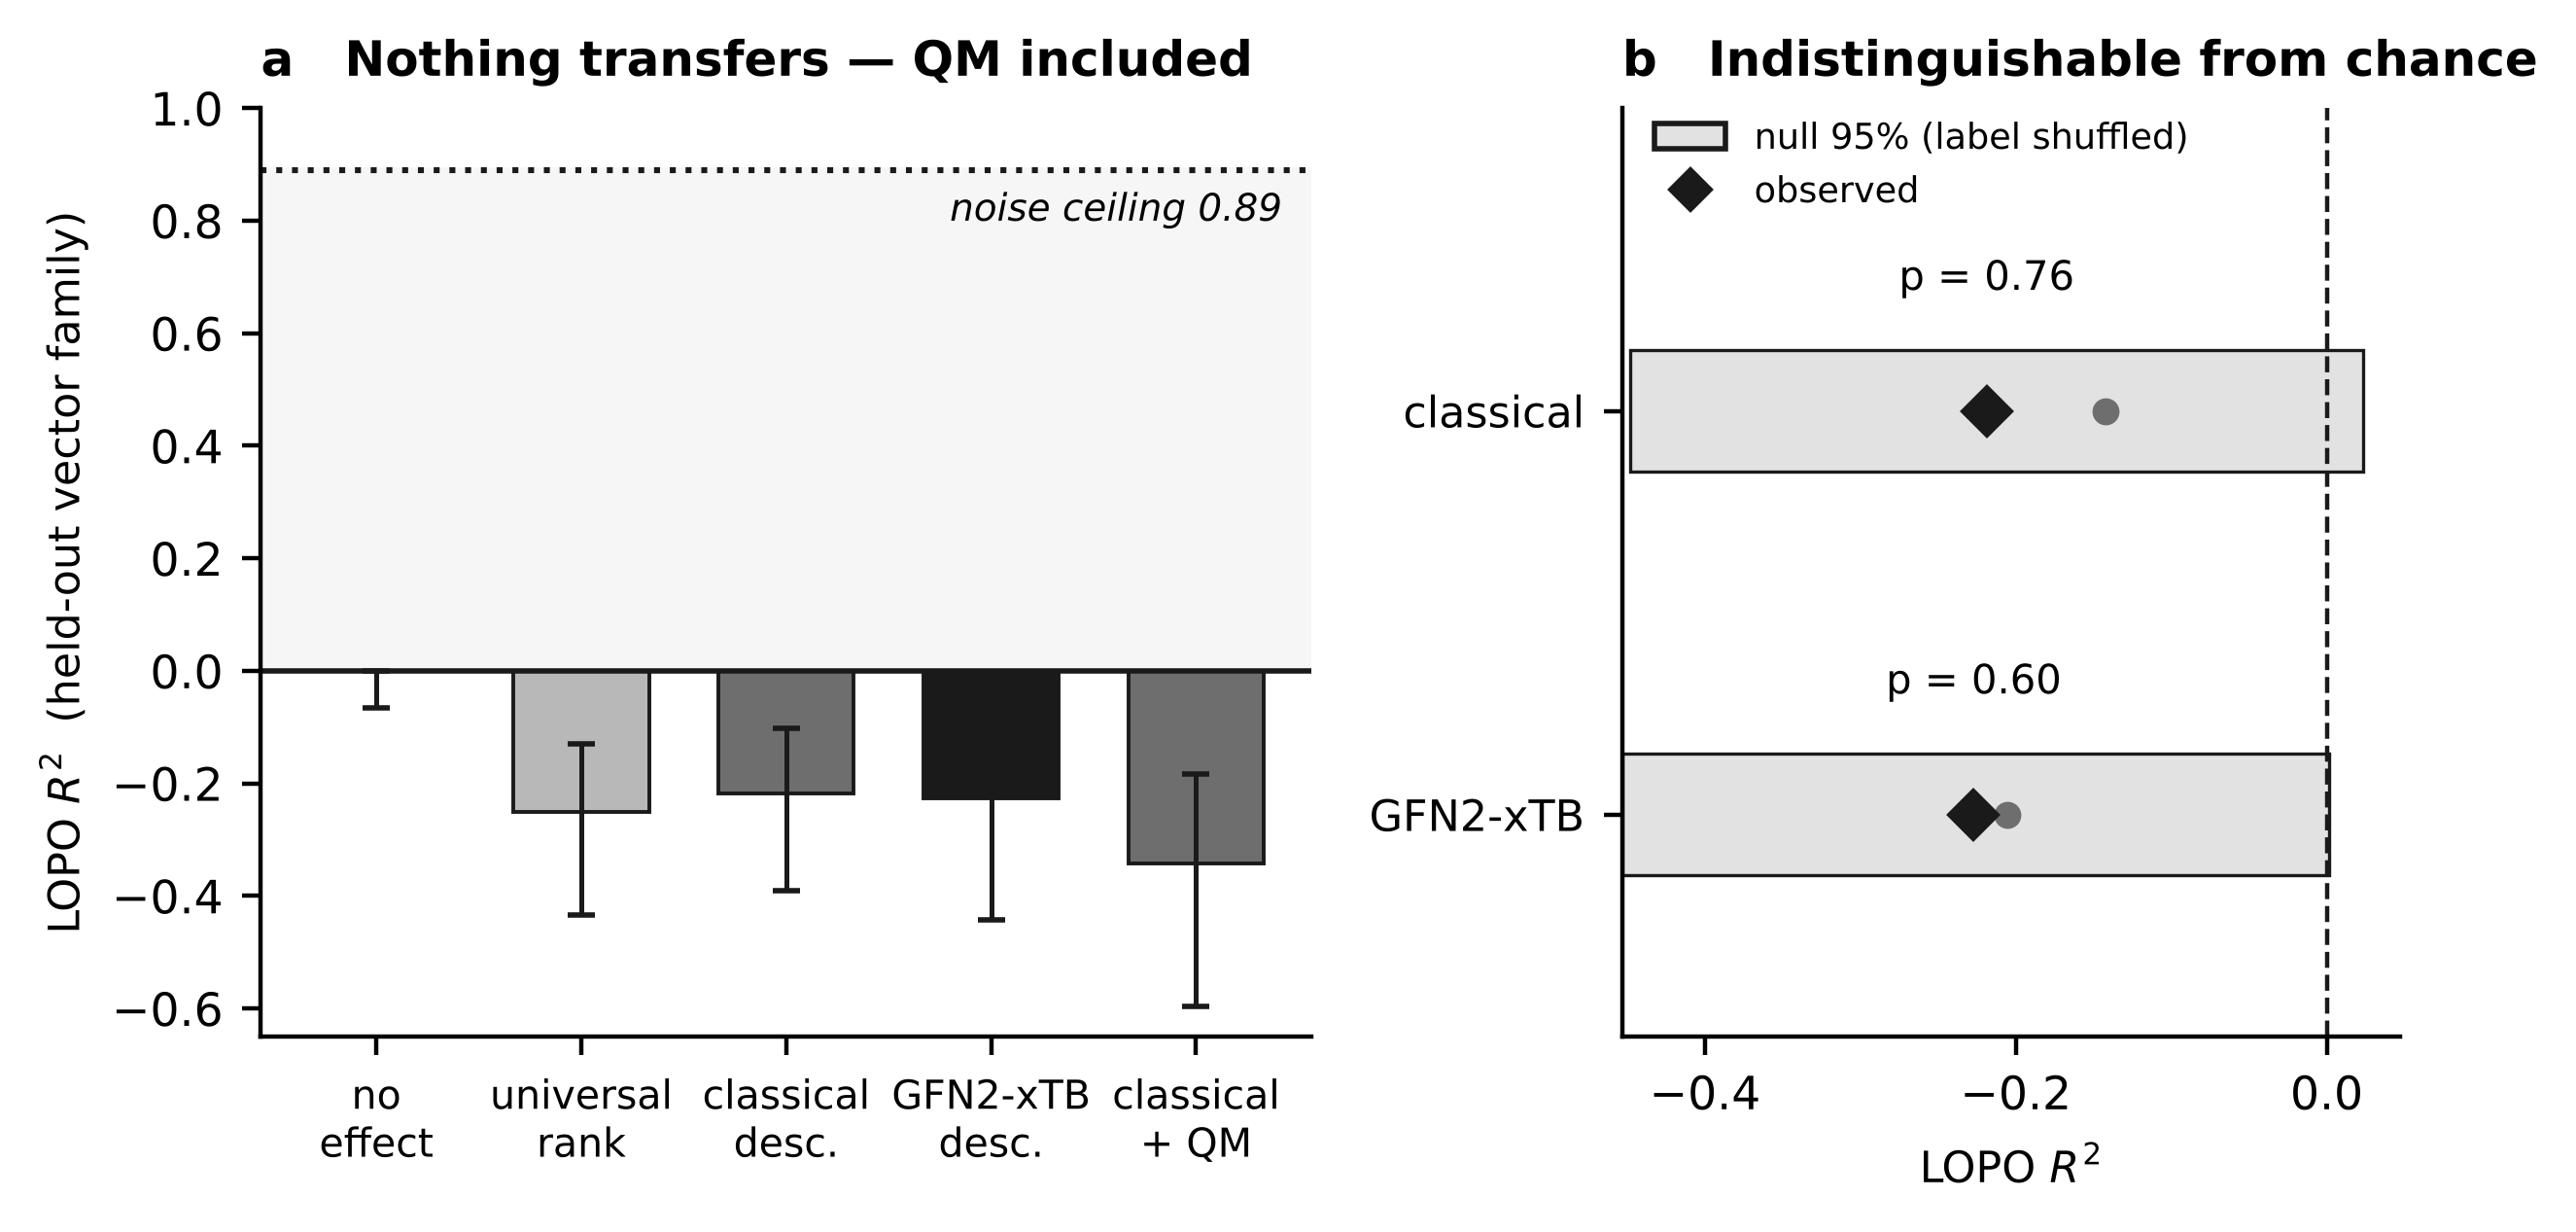 a Nothing transfers — QM included
1.0
0.8
0.6
0.4
0.2
0.0
−0.2
−0.4
−0.6
LOPO R² (held-out vector family)
noise ceiling 0.89
no
effect
universal
rank
classical
desc.
GFN2-xTB
desc.
classical
+ QM
b Indistinguishable from chance
null 95% (label shuffled)
observed
p = 0.76
classical
p = 0.60
GFN2-xTB
−0.4
−0.2
0.0
LOPO R²